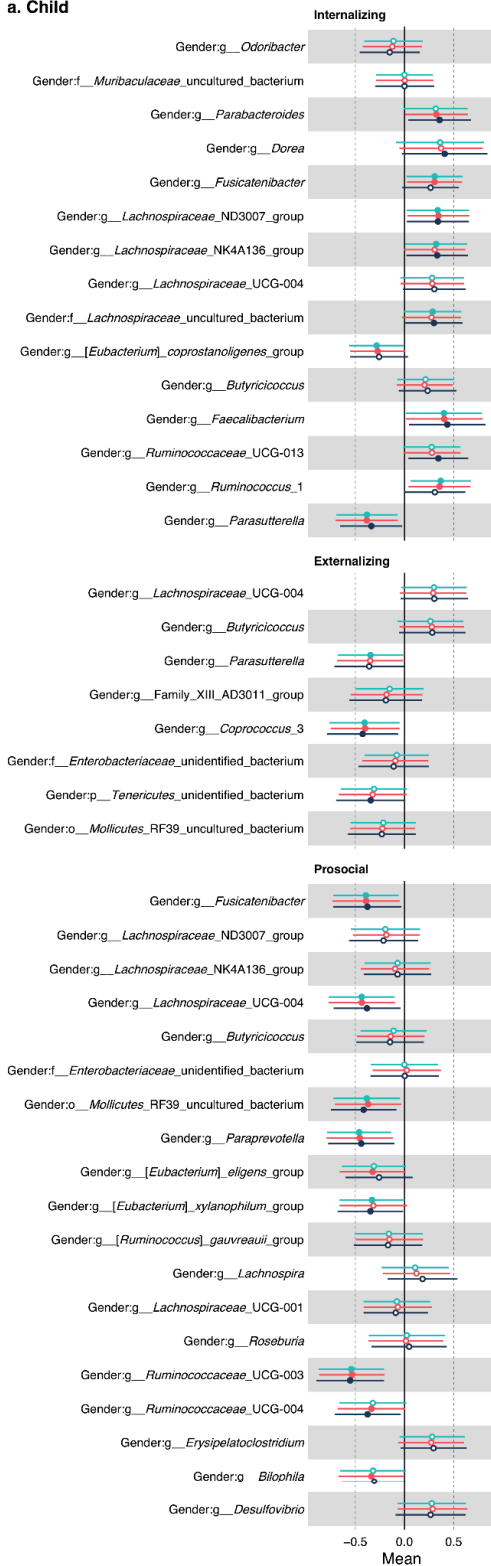 a. Child
Internalizing
Gender:g__Odoribacter
Gender:f__Muribaculaceae_uncultured_bacterium
Gender:g__Parabacteroides
Gender:g__Dorea
Gender:g__Fusicatenibacter
Gender:g__Lachnospiraceae_ND3007_group
Gender:g__Lachnospiraceae_NK4A136_group
Gender:g__Lachnospiraceae_UCG-004
Gender:f__Lachnospiraceae_uncultured_bacterium
Gender:g__[Eubacterium]_coprostanoligenes_group
Gender:g__Butyricicoccus
Gender:g__Faecalibacterium
Gender:g__Ruminococcaceae_UCG-013
Gender:g__Ruminococcus_1
Gender:g__Parasutterella
Externalizing
Gender:g__Lachnospiraceae_UCG-004
Gender:g__Butyricicoccus
Gender:g__Parasutterella
Gender:g__Family_XIII_AD3011_group
Gender:g__Coprococcus_3
Gender:f__Enterobacteriaceae_unidentified_bacterium
Gender:p__Tenericutes_unidentified_bacterium
Gender:o__Mollicutes_RF39_uncultured_bacterium
Prosocial
Gender:g__Fusicatenibacter
Gender:g__Lachnospiraceae_ND3007_group
Gender:g__Lachnospiraceae_NK4A136_group
Gender:g__Lachnospiraceae_UCG-004
Gender:g__Butyricicoccus
Gender:f__Enterobacteriaceae_unidentified_bacterium
Gender:o__Mollicutes_RF39_uncultured_bacterium
Gender:g__Paraprevotella
Gender:g__[Eubacterium]_eligens_group
Gender:g__[Eubacterium]_xylanophilum_group
Gender:g__[Ruminococcus]_gauvreauii_group
Gender:g__Lachnospira
Gender:g__Lachnospiraceae_UCG-001
Gender:g__Roseburia
Gender:g__Ruminococcaceae_UCG-003
Gender:g__Ruminococcaceae_UCG-004
Gender:g__Erysipelatoclostridium
Gender:g Bilophila
Gender:g__Desulfovibrio
−0.5 0.0 0.5
Mean